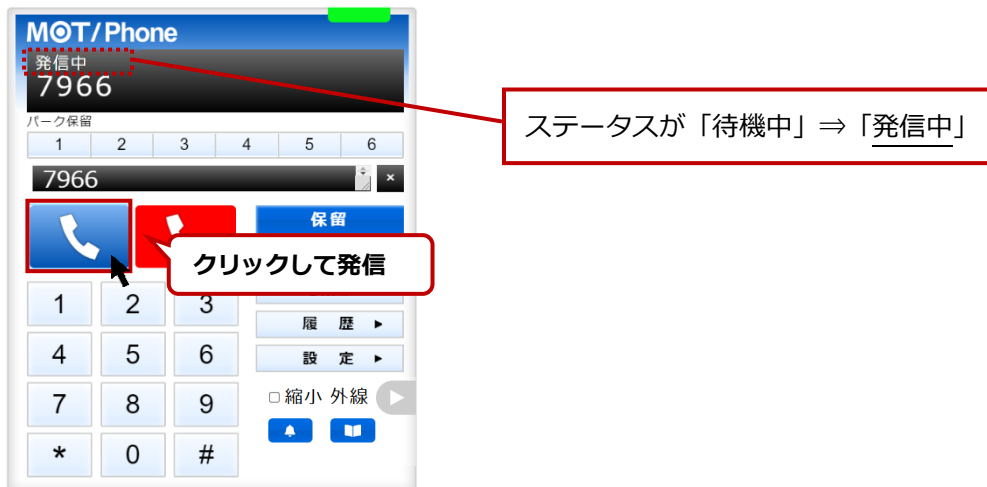 MOT/Phone
発信中
7966
パーク保留
1 2 3 4 5 6
7966 ×
保留
クリックして発信
1 2 3
履 歴 ▶
4 5 6
設 定 ▶
7 8 9
縮小 外線
* 0 #
ステータスが「待機中」⇒「発信中」